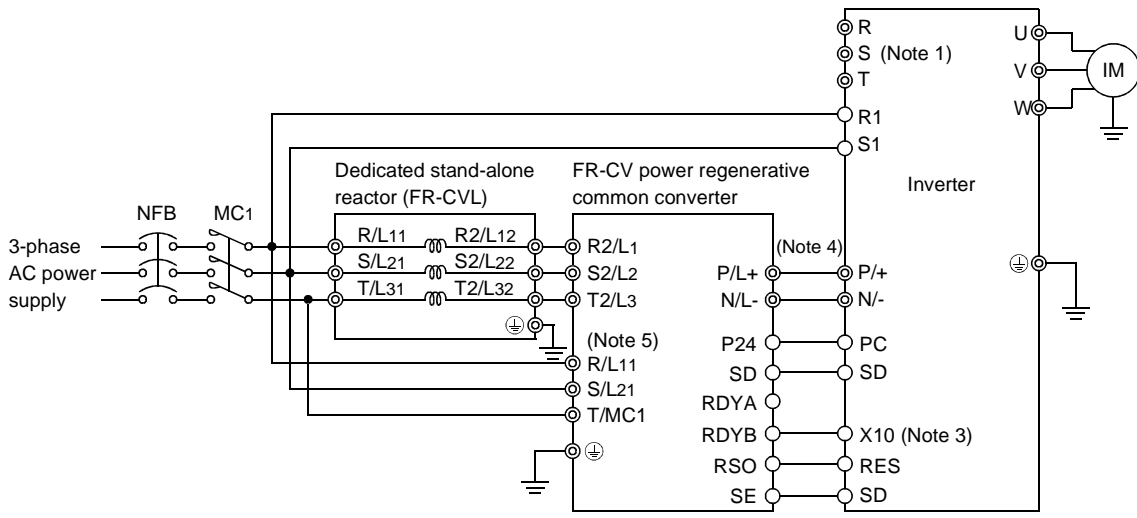 R
S (Note 1)
T
R1
S1
U
V
W
IM
Inverter
Dedicated stand-alone
reactor (FR-CVL)
FR-CV power regenerative
common converter
NFB
MC1
3-phase
AC power
supply
R/L11
R2/L12
S/L21
S2/L22
T/L31
T2/L32
R2/L1
S2/L2
T2/L3
(Note 5)
R/L11
S/L21
T/MC1
(Note 4)
P/L+
N/L-
P24
SD
RDYA
RDYB
RSO
SE
P/+
N/-
PC
SD
X10 (Note 3)
RES
SD